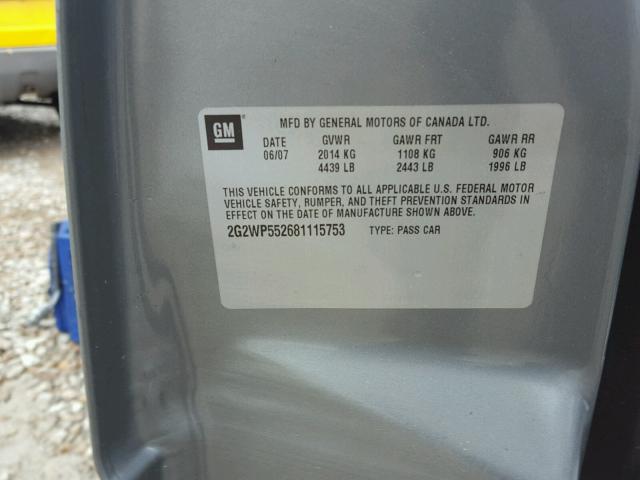 GM
MFD BY GENERAL MOTORS OF CANADA LTD.
DATE GVWR GAWR FRT GAWR RR
06/07 2014 KG 1108 KG 906 KG
4439 LB 2443 LB 1996 LB
THIS VEHICLE CONFORMS TO ALL APPLICABLE U.S. FEDERAL MOTOR
VEHICLE SAFETY, BUMPER, AND THEFT PREVENTION STANDARDS IN
EFFECT ON THE DATE OF MANUFACTURE SHOWN ABOVE.
2G2WP552681115753 TYPE: PASS CAR